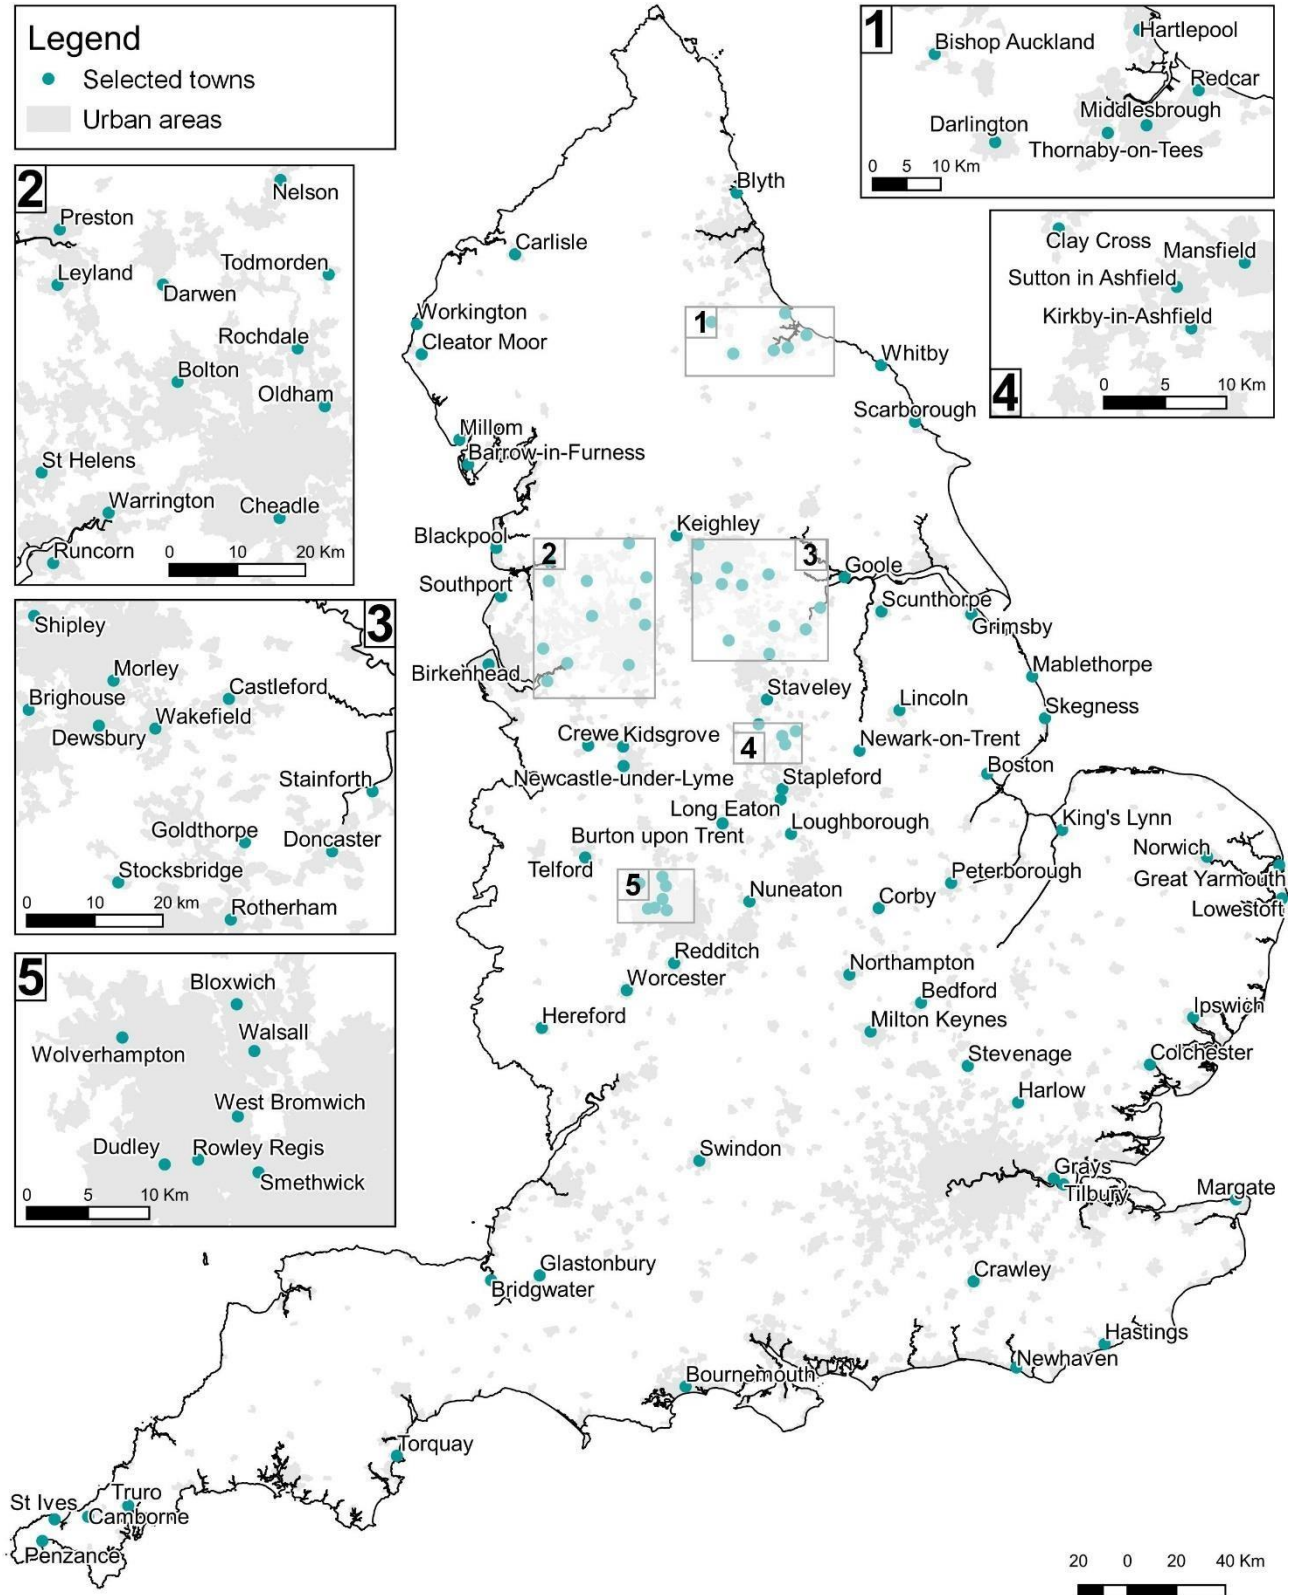 Legend
Selected towns
Urban areas
1
Bishop Auckland
Hartlepool
Redcar
Middlesbrough
Darlington
Thornaby-on-Tees
0 5 10 Km
2
Nelson
Preston
Leyland
Todmorden
Darwen
Rochdale
Bolton
Oldham
St Helens
Warrington
Cheadle
Runcorn
0 10 20 Km
4
Clay Cross
Mansfield
Sutton in Ashfield
Kirkby-in-Ashfield
0 5 10 Km
3
Shipley
Morley
Brighouse
Castleford
Wakefield
Dewsbury
Stainforth
Goldthorpe
Doncaster
Stocksbridge
Rotherham
0 10 20 km
5
Bloxwich
Walsall
Wolverhampton
West Bromwich
Dudley
Rowley Regis
Smethwick
0 5 10 Km
Blyth
Carlisle
Workington
Cleator Moor
1
Whitby
Scarborough
Millom
Barrow-in-Furness
Keighley
Blackpool
2
3
Southport
Goole
Scunthorpe
Grimsby
Birkenhead
Mablethorpe
Staveley
Lincoln
Skegness
Crewe
Kidsgrove
4
Newark-on-Trent
Newcastle-under-Lyme
Stapleford
Boston
Long Eaton
Loughborough
King's Lynn
Burton upon Trent
Norwich
Telford
Peterborough
Great Yarmouth
5
Nuneaton
Corby
Lowestoft
Redditch
Worcester
Northampton
Bedford
Hereford
Milton Keynes
Ipswich
Stevenage
Colchester
Harlow
Swindon
Grays
Tilbury
Margate
Glastonbury
Bridgwater
Crawley
Hastings
Newhaven
Bournemouth
Torquay
St Ives
Truro
Camborne
Penzance
20 0 20 40 Km